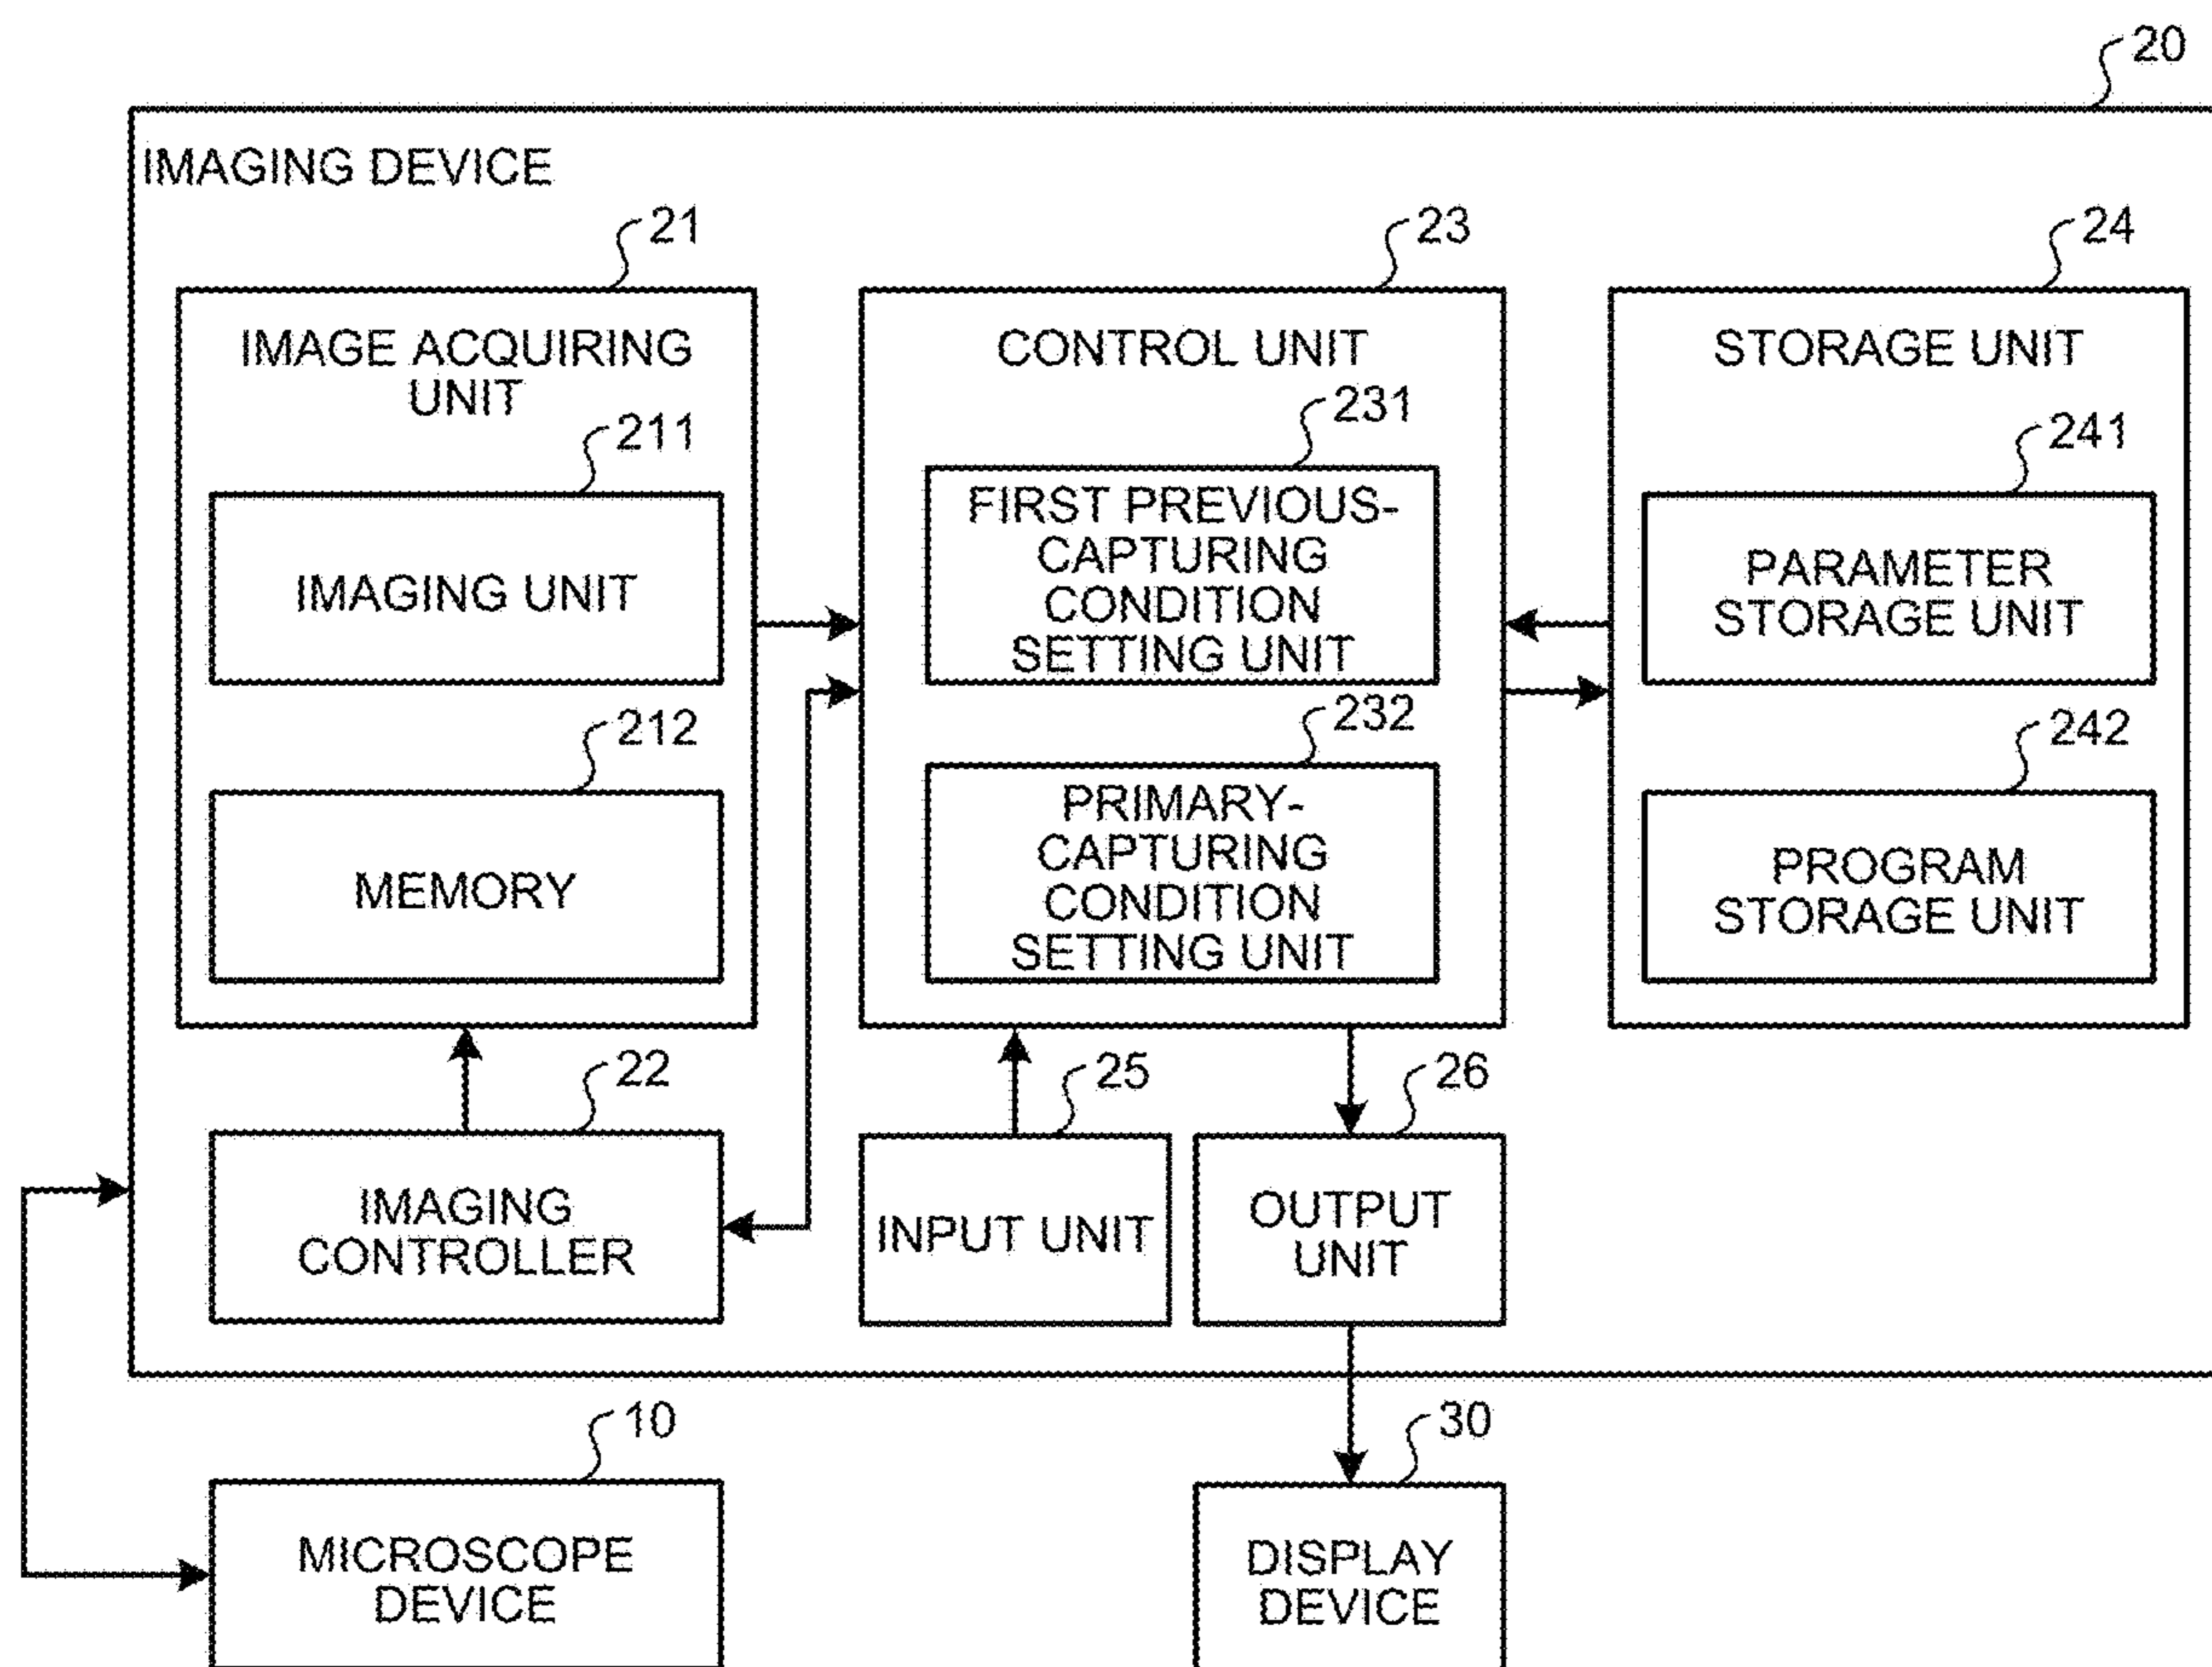 20
IMAGING DEVICE
21
IMAGE ACQUIRING
UNIT
211
IMAGING UNIT
212
MEMORY
22
IMAGING
CONTROLLER
23
CONTROL UNIT
231
FIRST PREVIOUS-
CAPTURING
CONDITION
SETTING UNIT
232
PRIMARY-
CAPTURING
CONDITION
SETTING UNIT
24
STORAGE UNIT
241
PARAMETER
STORAGE UNIT
242
PROGRAM
STORAGE UNIT
25
INPUT UNIT
26
OUTPUT
UNIT
10
MICROSCOPE
DEVICE
30
DISPLAY
DEVICE